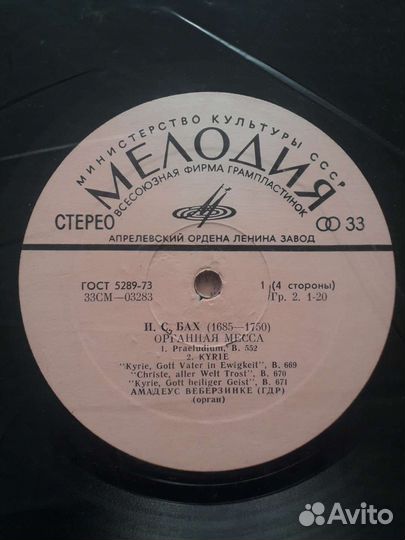 МИНИСТЕРСТВО КУЛЬТУРЫ СССР
МЕЛОДИЯ
ВСЕСОЮЗНАЯ ФИРМА ГРАМПЛАСТИНОК
СТЕРЕО 33
АПРЕЛЕВСКИЙ ОРДЕНА ЛЕНИНА ЗАВОД
ГОСТ 5289-73 1 (4 стороны)
33СМ—03283 Гр. 2. 1-20
И. С. БАХ (1685—1750)
ОРГАННАЯ МЕССА
1. Praeludium, B. 552
2. KYRIE
"Kyrie, Gott Vater in Ewigkeit", B. 669
"Christe, aller Welt Trost", B. 670
"Kyrie, Gott heiliger Geist", B. 671
АМАДЕУС ВЕБЕРЗИНКЕ (ГДР)
(орган)
Avito